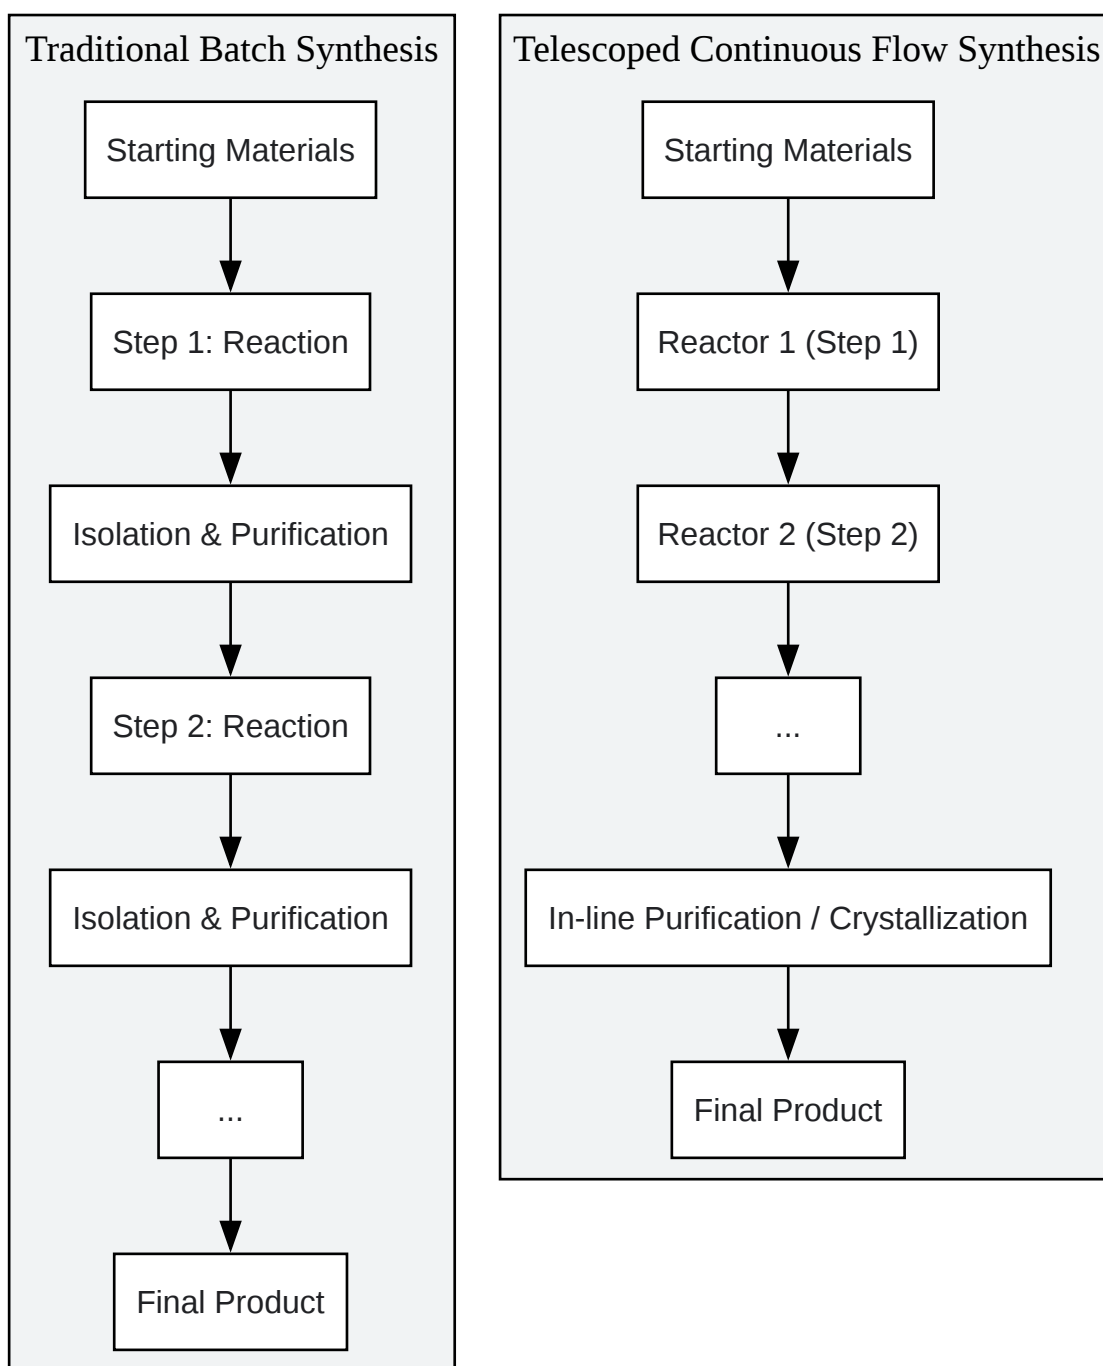 Traditional Batch Synthesis
Starting Materials
Step 1: Reaction
Isolation & Purification
Step 2: Reaction
Isolation & Purification
...
Final Product
Telescoped Continuous Flow Synthesis
Starting Materials
Reactor 1 (Step 1)
Reactor 2 (Step 2)
...
In-line Purification / Crystallization
Final Product